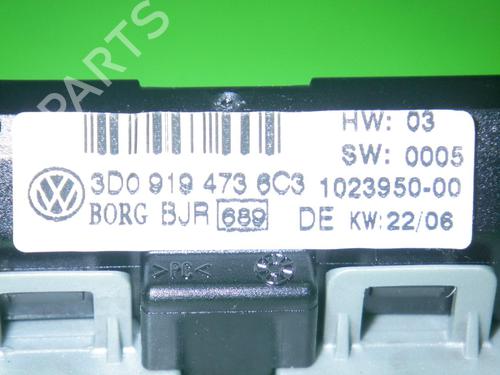 HW: 03
SW: 0005
3D0 919 473 6C3 1023950-00
BORG BJR 689 DE KW: 22/06
>PC<
PARTS